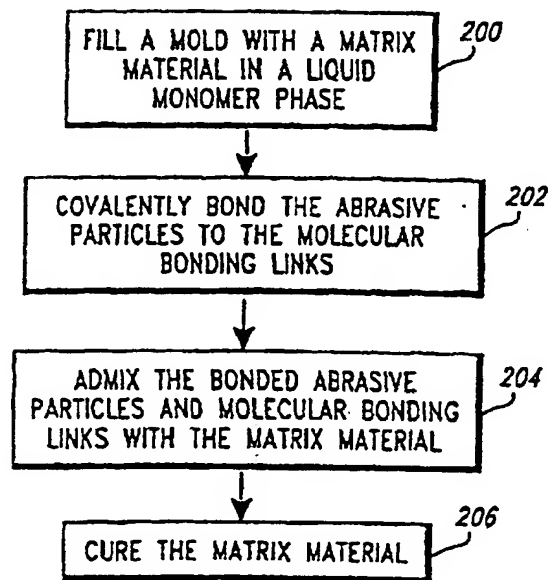 200
FILL A MOLD WITH A MATRIX
MATERIAL IN A LIQUID
MONOMER PHASE
202
COVALENTLY BOND THE ABRASIVE
PARTICLES TO THE MOLECULAR
BONDING LINKS
204
ADMIX THE BONDED ABRASIVE
PARTICLES AND MOLECULAR BONDING
LINKS WITH THE MATRIX MATERIAL
206
CURE THE MATRIX MATERIAL